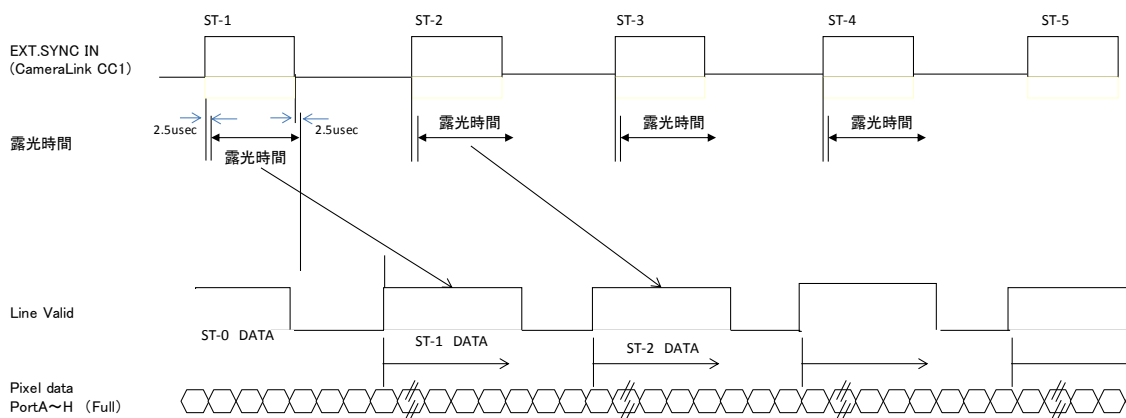 ST-1
ST-2
ST-3
ST-4
ST-5
EXT.SYNC IN
(CameraLink CC1)
2.5usec
2.5usec
露光時間
露光時間
露光時間
露光時間
露光時間
Line Valid
ST-0 DATA
ST-1 DATA
ST-2 DATA
Pixel data
PortA～H （Full）